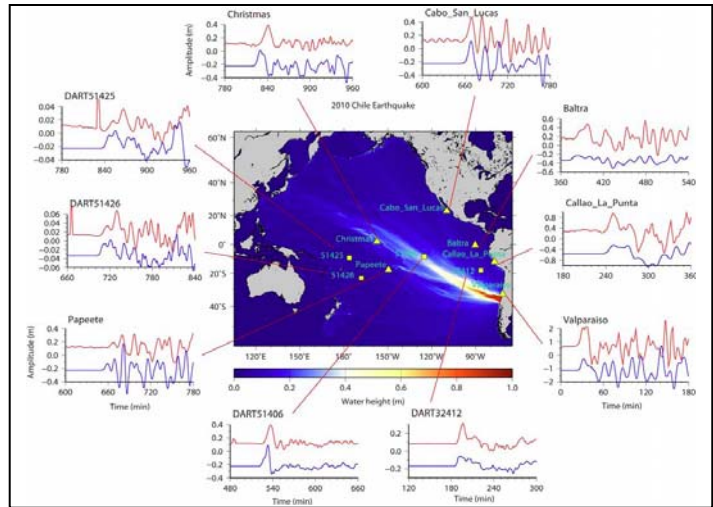 Christmas
Amplitude (m)
0.4
0.2
0.0
−0.2
−0.4
780 840 900 960
Cabo_San_Lucas
0.4
0.2
0.0
−0.2
−0.4
600 660 720 780
2010 Chile Earthquake
DART51425
0.04
0.02
0.00
−0.02
−0.04
780 840 900 960
Baltra
0.6
0.4
0.2
0.0
−0.2
−0.4
−0.6
360 420 480 540
DART51426
0.06
0.04
0.02
0.00
−0.02
−0.04
660 720 780 840
Callao_La_Punta
0.8
0.4
0.0
−0.4
180 240 300 360
60˚N
40˚N
20˚N
0˚
20˚S
40˚S
Cabo_San_Lucas
Christmas
Baltra
51425
Callao_La_P
Papeete
51426
120˚E 150˚E 180˚ 150˚W 120˚W 90˚W
Papeete
Amplitude (m)
0.4
0.2
0.0
−0.2
−0.4
600 660 720 780
Time (min)
Valparaiso
2
1
0
−1
−2
0 60 120 180
Time (min)
0.0 0.2 0.4 0.6 0.8 1.0
Water height (m)
DART51406
0.4
0.2
0.0
−0.2
−0.4
480 540 600 660
Time (min)
DART32412
0.2
0.0
−0.2
120 180 240 300
Time (min)